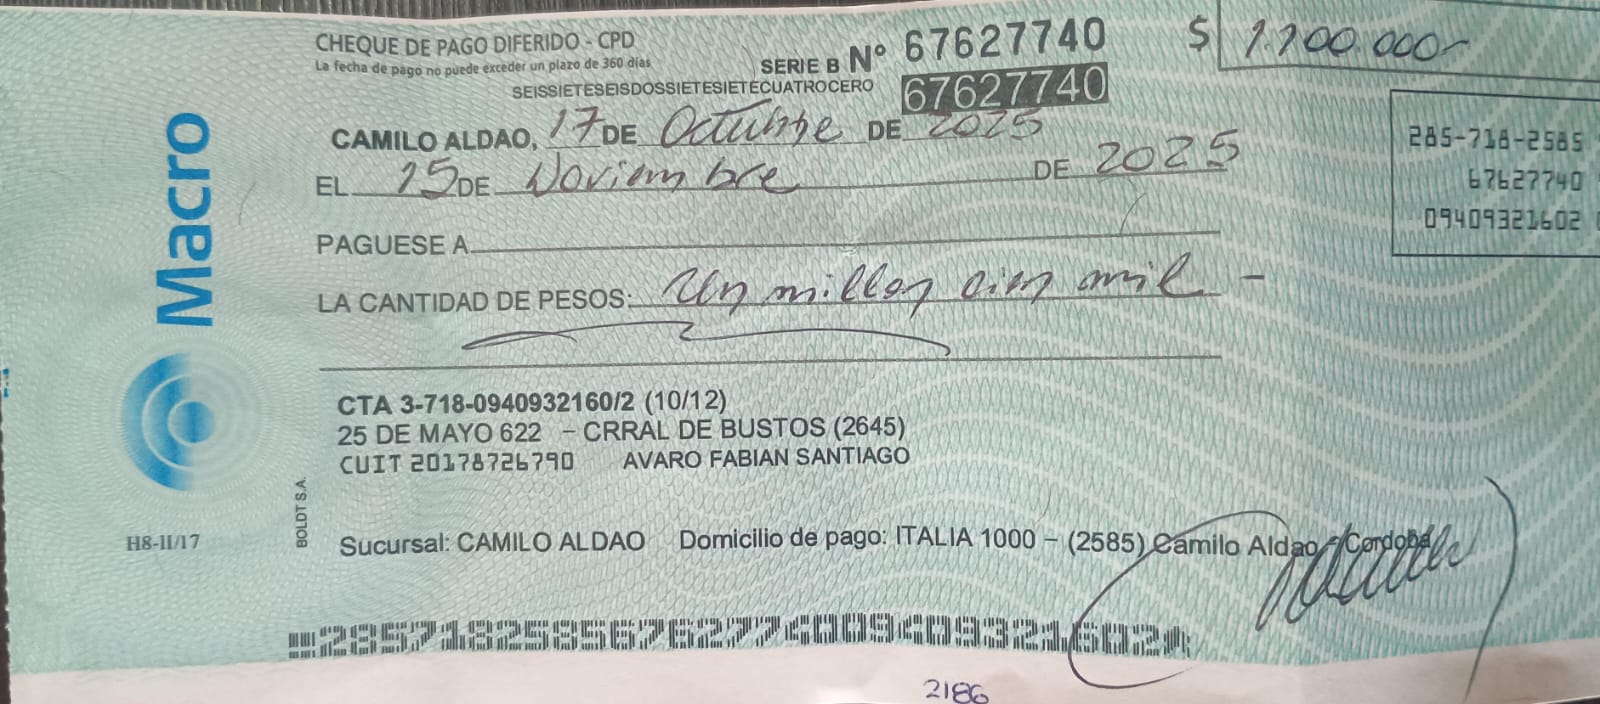 CHEQUE DE PAGO DIFERIDO - CPD
La fecha de pago no puede exceder un plazo de 360 días
SERIE B Nº 67627740
$ 1.100.000-
SEISSIETESEISDOSSIETESIETECUATROCERO
67627740
CAMILO ALDAO, 17 DE Octubre DE 2025
EL 15 DE Noviembre DE 2025
285-718-2585
67627740
09409321602
PAGUESE A
LA CANTIDAD DE PESOS: Un millon cien mil -
Macro
CTA 3-718-0940932160/2 (10/12)
25 DE MAYO 622 – CRRAL DE BUSTOS (2645)
CUIT 20178726790 AVARO FABIAN SANTIAGO
BOLDT S.A.
H8-II/17
Sucursal: CAMILO ALDAO Domicilio de pago: ITALIA 1000 – (2585) Camilo Aldao - Cordoba
28571825856762774009409321602
2186